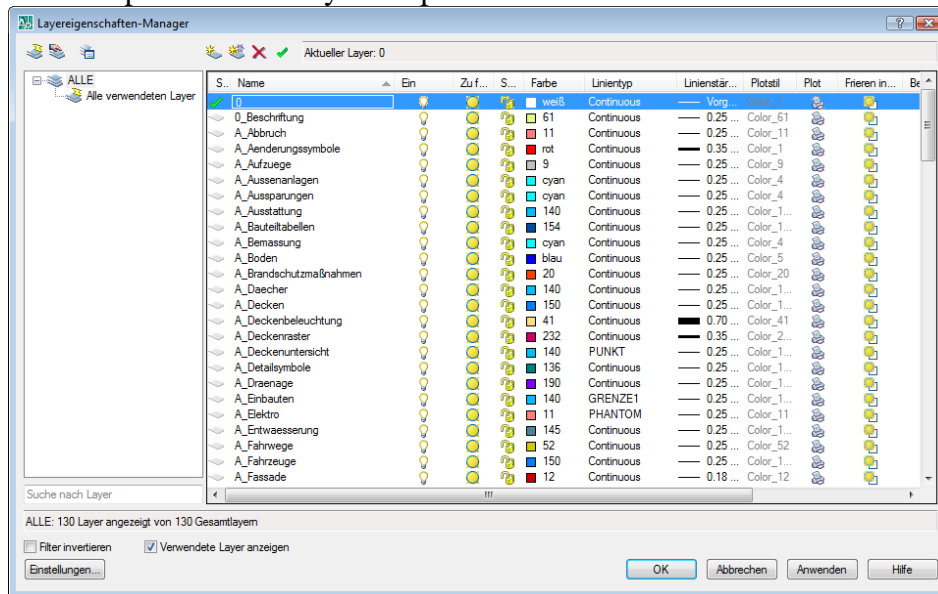 Layereigenschaften-Manager
Aktueller Layer: 0
ALLE
Alle verwendeten Layer
S.. Name Ein Zu f... S... Farbe Linientyp Linienstär... Plotstil Plot Frieren in... Be
0 weiß Continuous Vorg... Color_7
0_Beschriftung 61 Continuous 0.25 ... Color_61
A_Abbruch 11 Continuous 0.25 ... Color_11
A_Aenderungssymbole rot Continuous 0.35 ... Color_1
A_Aufzuege 9 Continuous 0.25 ... Color_9
A_Aussenanlagen cyan Continuous 0.25 ... Color_4
A_Aussparungen cyan Continuous 0.25 ... Color_4
A_Ausstattung 140 Continuous 0.25 ... Color_1...
A_Bauteiltabellen 154 Continuous 0.25 ... Color_1...
A_Bemassung cyan Continuous 0.25 ... Color_4
A_Boden blau Continuous 0.25 ... Color_5
A_Brandschutzmaßnahmen 20 Continuous 0.25 ... Color_20
A_Daecher 140 Continuous 0.25 ... Color_1...
A_Decken 150 Continuous 0.25 ... Color_1...
A_Deckenbeleuchtung 41 Continuous 0.70 ... Color_41
A_Deckenraster 232 Continuous 0.35 ... Color_2...
A_Deckenuntersicht 140 PUNKT 0.25 ... Color_1...
A_Detailsymbole 136 Continuous 0.25 ... Color_1...
A_Draenage 190 Continuous 0.25 ... Color_1...
A_Einbauten 140 GRENZE1 0.25 ... Color_1...
A_Elektro 11 PHANTOM 0.25 ... Color_11
A_Entwaesserung 145 Continuous 0.25 ... Color_1...
A_Fahrwege 52 Continuous 0.25 ... Color_52
A_Fahrzeuge 150 Continuous 0.25 ... Color_1...
A_Fassade 12 Continuous 0.18 ... Color_12
Suche nach Layer
ALLE: 130 Layer angezeigt von 130 Gesamtlayern
Filter invertieren Verwendete Layer anzeigen
Einstellungen... OK Abbrechen Anwenden Hilfe